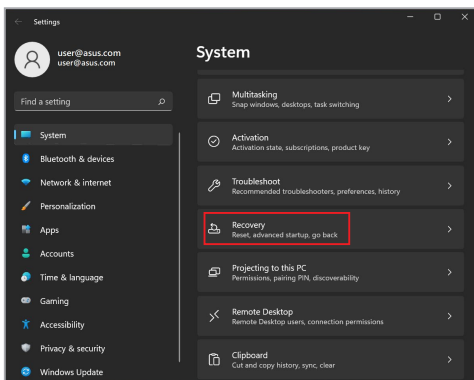 Settings
user@asus.com
user@asus.com
Find a setting
System
Bluetooth & devices
Network & internet
Personalization
Apps
Accounts
Time & language
Gaming
Accessibility
Privacy & security
Windows Update
System
Multitasking
Snap windows, desktops, task switching
Activation
Activation state, subscriptions, product key
Troubleshoot
Recommended troubleshooters, preferences, history
Recovery
Reset, advanced startup, go back
Projecting to this PC
Permissions, pairing PIN, discoverability
Remote Desktop
Remote Desktop users, connection permissions
Clipboard
Cut and copy history, sync, clear